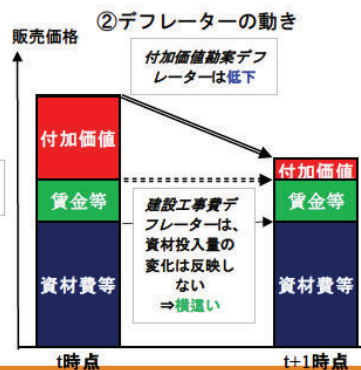 ②デフレーターの動き
販売価格
付加価値勘案デフ
レーターは低下
付加価値
賃金等
資材費等
建設工事費デ
フレーターは、
資材投入量の
変化は反映し
ない
⇒横這い
付加価値
賃金等
資材費等
t時点
t+1時点